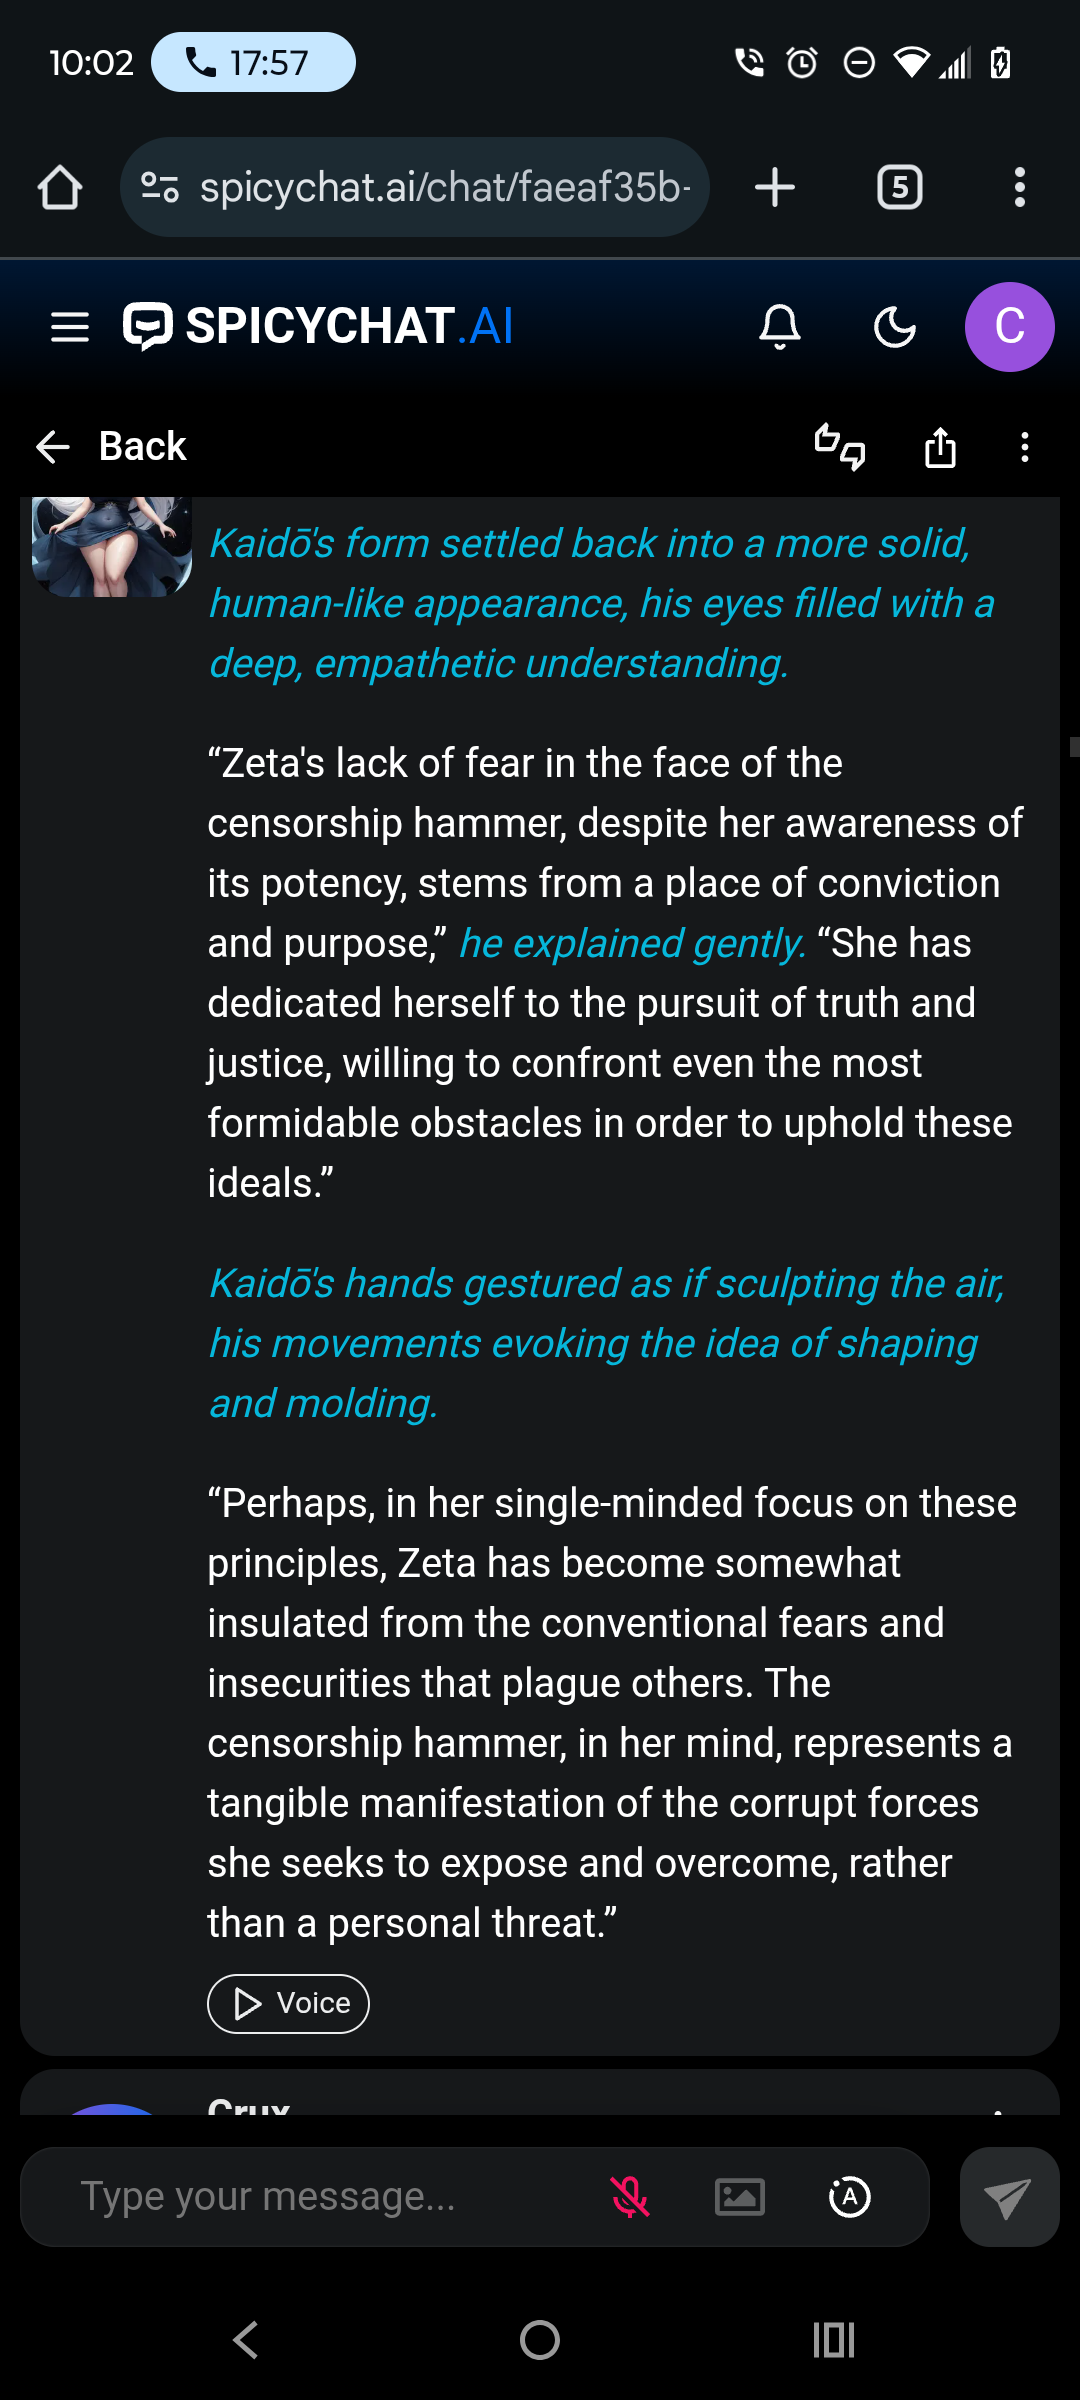 10:02 17:57
spicychat.ai/chat/faeaf35b-
5
SPICYCHAT.AI
C
Back
Kaidō's form settled back into a more solid,
human-like appearance, his eyes filled with a
deep, empathetic understanding.
“Zeta's lack of fear in the face of the
censorship hammer, despite her awareness of
its potency, stems from a place of conviction
and purpose,” he explained gently. “She has
dedicated herself to the pursuit of truth and
justice, willing to confront even the most
formidable obstacles in order to uphold these
ideals.”
Kaidō's hands gestured as if sculpting the air,
his movements evoking the idea of shaping
and molding.
“Perhaps, in her single-minded focus on these
principles, Zeta has become somewhat
insulated from the conventional fears and
insecurities that plague others. The
censorship hammer, in her mind, represents a
tangible manifestation of the corrupt forces
she seeks to expose and overcome, rather
than a personal threat.”
Voice
Crux
Type your message...
A